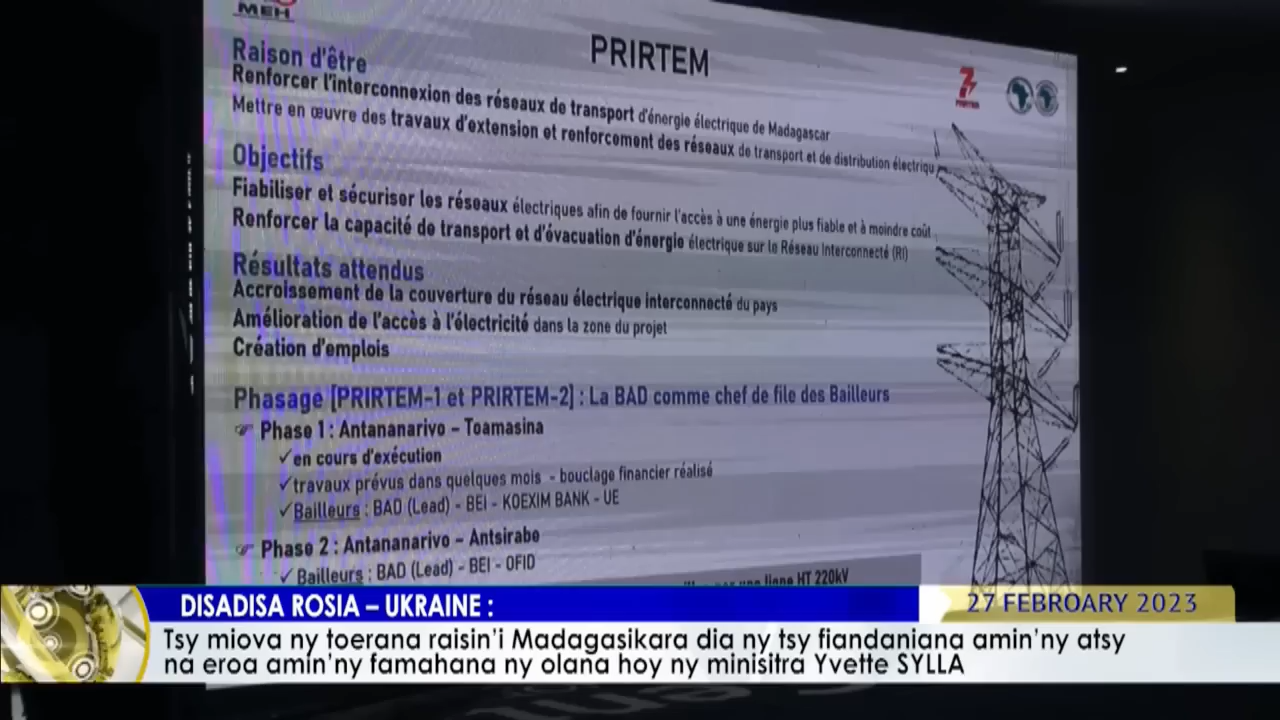 MEH
PRIRTEM
Raison d'être
Renforcer l'interconnexion des réseaux de transport d'énergie électrique de Madagascar
Mettre en œuvre des travaux d'extension et renforcement des réseaux de transport et de distribution électriqu
Objectifs
Fiabiliser et sécuriser les réseaux électriques afin de fournir l'accès à une énergie plus fiable et à moindre coût
Renforcer la capacité de transport et d'évacuation d'énergie électrique sur le Réseau Interconnecté (RI)
Résultats attendus
Accroissement de la couverture du réseau électrique interconnecté du pays
Amélioration de l'accès à l'électricité dans la zone du projet
Création d'emplois
Phasage [PRIRTEM-1 et PRIRTEM-2] : La BAD comme chef de file des Bailleurs
☞ Phase 1 : Antananarivo – Toamasina
✓en cours d'exécution
✓travaux prévus dans quelques mois - bouclage financier réalisé
✓Bailleurs : BAD (Lead) - BEI - KOEXIM BANK - UE
☞ Phase 2 : Antananarivo – Antsirabe
✓Bailleurs : BAD (Lead) - BEI - OFID
ligne HT 220kV
DISADISA ROSIA – UKRAINE :
27 FEBROARY 2023
Tsy miova ny toerana raisin'i Madagasikara dia ny tsy fiandaniana amin'ny atsy
na eroa amin'ny famahana ny olana hoy ny minisitra Yvette SYLLA